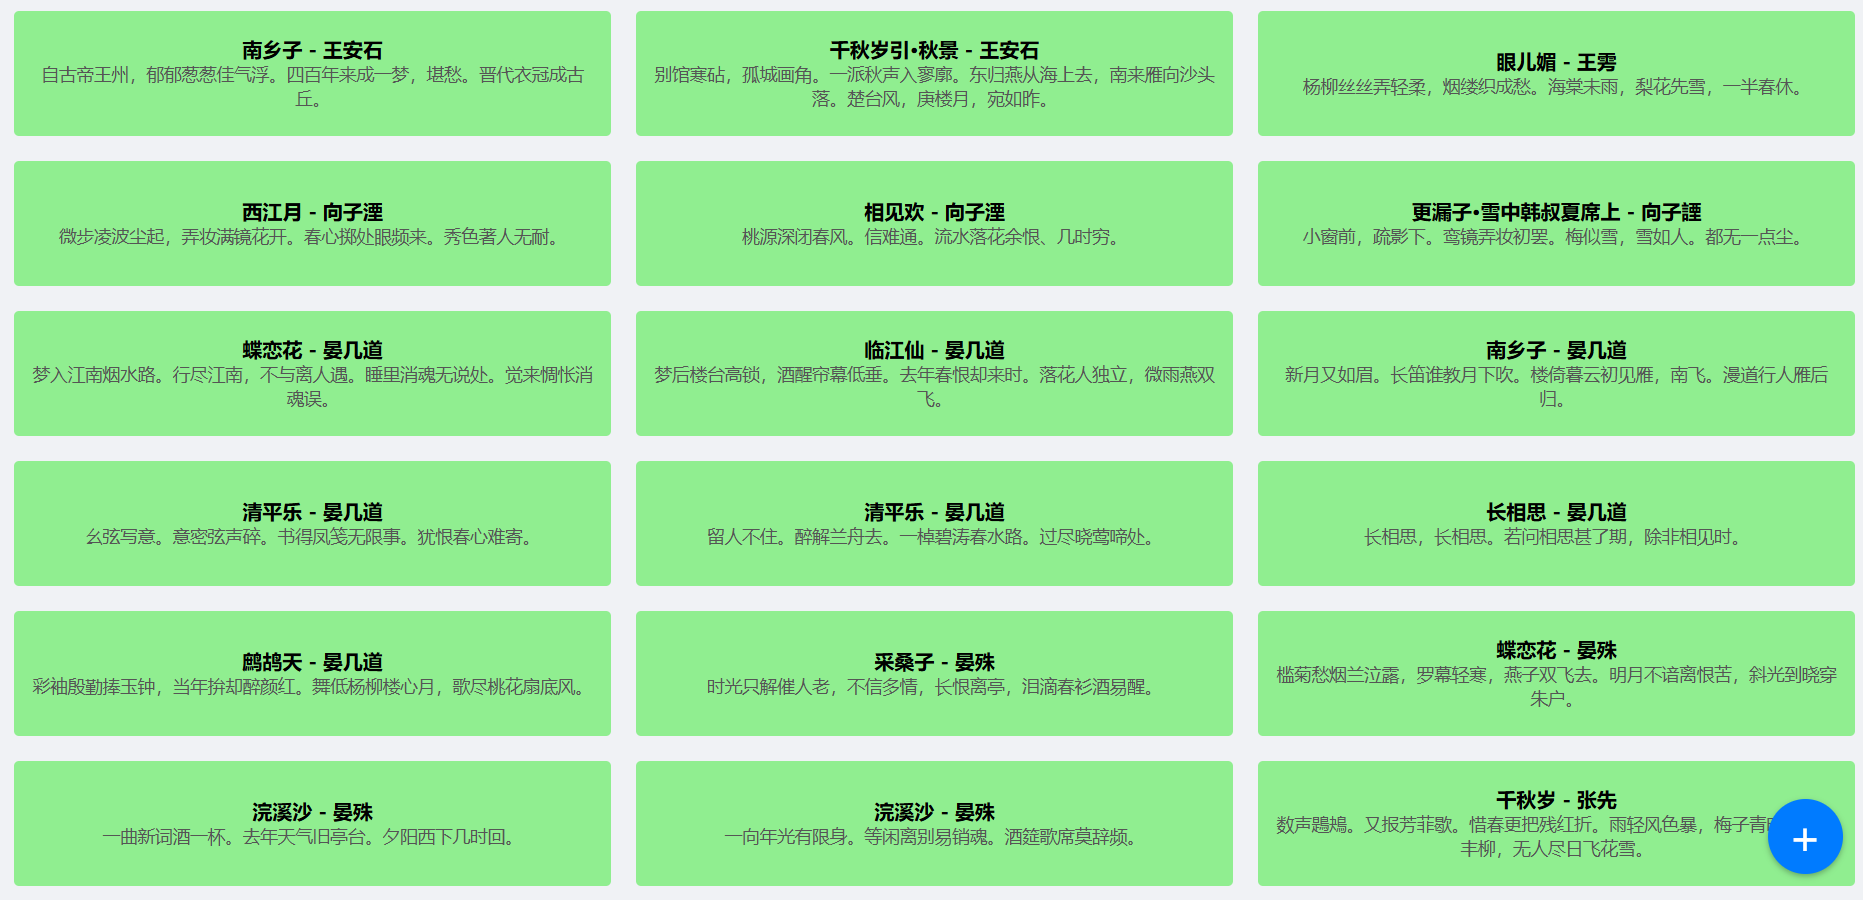 南乡子 - 王安石
自古帝王州，郁郁葱葱佳气浮。四百年来成一梦，堪愁。晋代衣冠成古
丘。
千秋岁引·秋景 - 王安石
别馆寒砧，孤城画角。一派秋声入寥廓。东归燕从海上去，南来雁向沙头
落。楚台风，庾楼月，宛如昨。
眼儿媚 - 王雱
杨柳丝丝弄轻柔，烟缕织成愁。海棠未雨，梨花先雪，一半春休。
西江月 - 向子湮
微步凌波尘起，弄妆满镜花开。春心掷处眼频来。秀色著人无耐。
相见欢 - 向子湮
桃源深闭春风。信难通。流水落花余恨、几时穷。
更漏子·雪中韩叔夏席上 - 向子諲
小窗前，疏影下。鸾镜弄妆初罢。梅似雪，雪如人。都无一点尘。
蝶恋花 - 晏几道
梦入江南烟水路。行尽江南，不与离人遇。睡里消魂无说处。觉来惆怅消
魂误。
临江仙 - 晏几道
梦后楼台高锁，酒醒帘幕低垂。去年春恨却来时。落花人独立，微雨燕双
飞。
南乡子 - 晏几道
新月又如眉。长笛谁教月下吹。楼倚暮云初见雁，南飞。漫道行人雁后
归。
清平乐 - 晏几道
幺弦写意。意密弦声碎。书得凤笺无限事。犹恨春心难寄。
清平乐 - 晏几道
留人不住。醉解兰舟去。一棹碧涛春水路。过尽晓莺啼处。
长相思 - 晏几道
长相思，长相思。若问相思甚了期，除非相见时。
鹧鸪天 - 晏几道
彩袖殷勤捧玉钟，当年拚却醉颜红。舞低杨柳楼心月，歌尽桃花扇底风。
采桑子 - 晏殊
时光只解催人老，不信多情，长恨离亭，泪滴春衫酒易醒。
蝶恋花 - 晏殊
槛菊愁烟兰泣露，罗幕轻寒，燕子双飞去。明月不谙离恨苦，斜光到晓穿
朱户。
浣溪沙 - 晏殊
一曲新词酒一杯。去年天气旧亭台。夕阳西下几时回。
浣溪沙 - 晏殊
一向年光有限身。等闲离别易销魂。酒筵歌席莫辞频。
千秋岁 - 张先
数声鶗鴂。又报芳菲歇。惜春更把残红折。雨轻风色暴，梅子青
丰柳，无人尽日飞花雪。